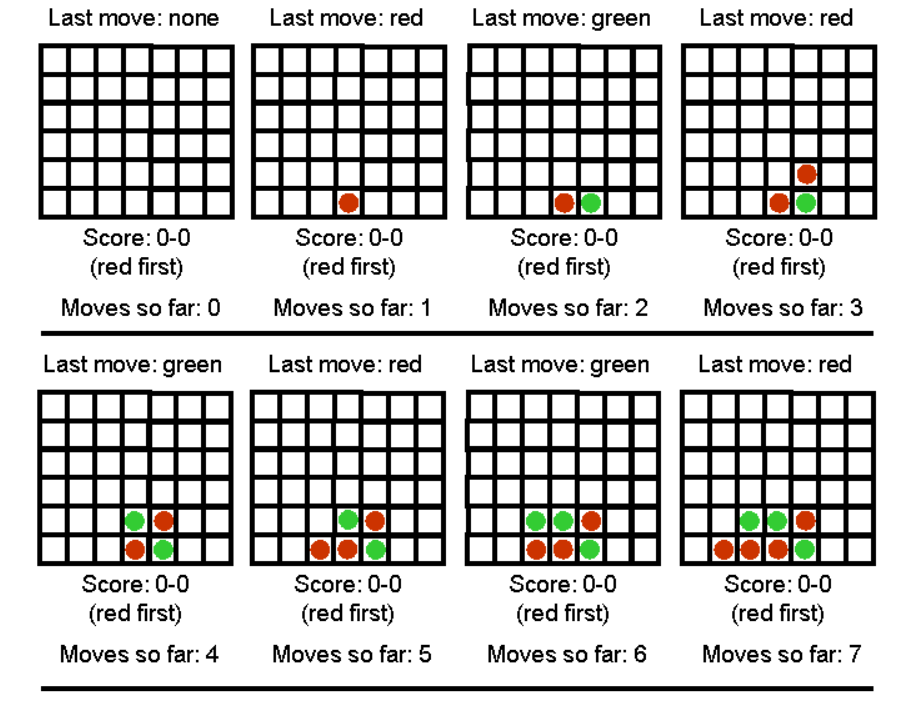 Last move: none
Last move: red
Last move: green
Last move: red
Score: 0-0
(red first)
Score: 0-0
(red first)
Score: 0-0
(red first)
Score: 0-0
(red first)
Moves so far: 0
Moves so far: 1
Moves so far: 2
Moves so far: 3
Last move: green
Last move: red
Last move: green
Last move: red
Score: 0-0
(red first)
Score: 0-0
(red first)
Score: 0-0
(red first)
Score: 0-0
(red first)
Moves so far: 4
Moves so far: 5
Moves so far: 6
Moves so far: 7